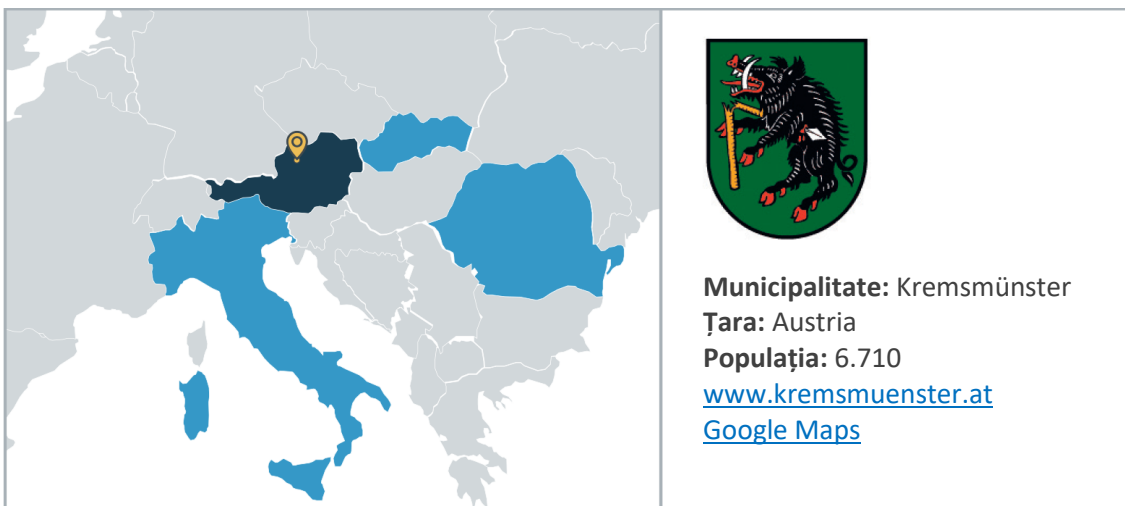 Municipalitate: Kremsmünster
Țara: Austria
Populația: 6.710
www.kremsmuenster.at
Google Maps